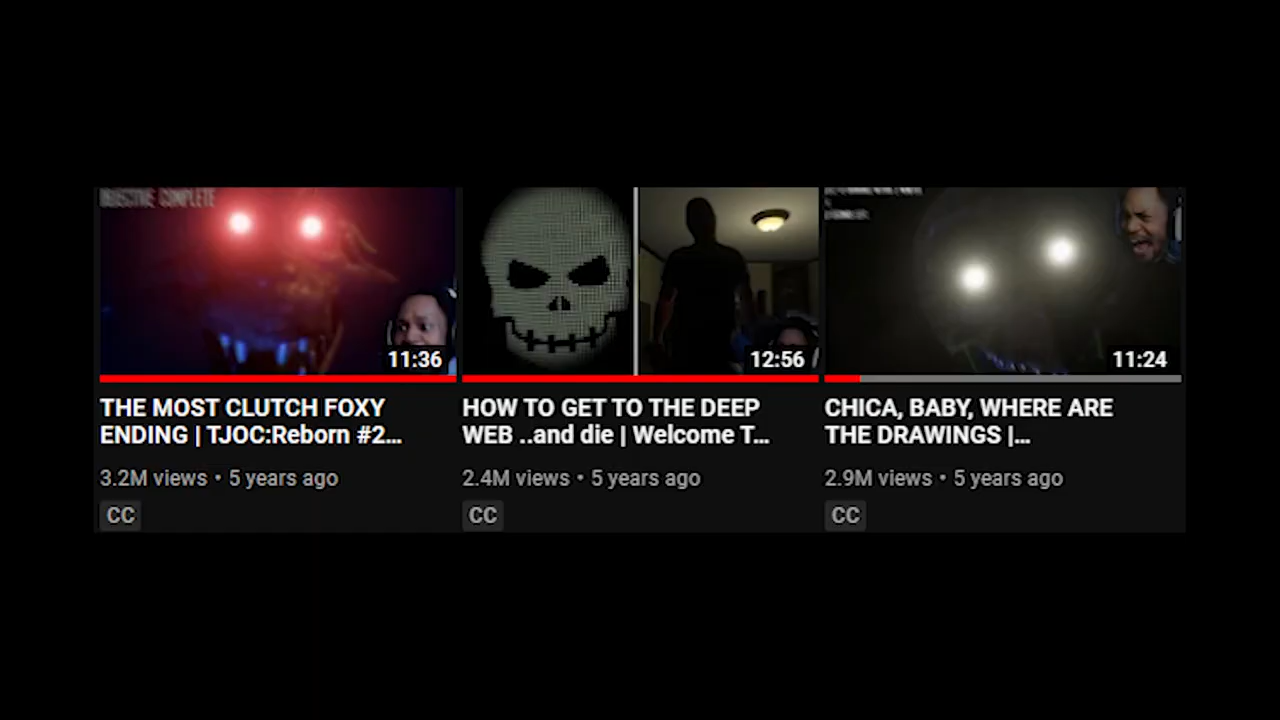 OBJECTIVE COMPLETE
11:36
12:56
11:24
THE MOST CLUTCH FOXY
ENDING | TJOC:Reborn #2...
3.2M views • 5 years ago
CC
HOW TO GET TO THE DEEP
WEB ..and die | Welcome T...
2.4M views • 5 years ago
CC
CHICA, BABY, WHERE ARE
THE DRAWINGS |...
2.9M views • 5 years ago
CC